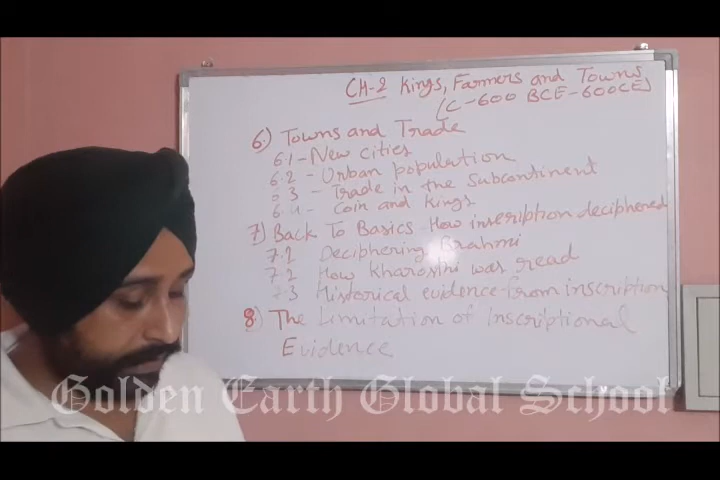 CH-2 Kings, Farmers and Towns
(C-600 BCE-600CE)
6.) Towns and Trade
6.1 - New Cities
6.2 - Urban population
6.3 - Trade in the Subcontinent
6.4 - Coin and Kings
7) Back To Basics How inscription deciphered
7.1 Deciphering Brahmi
7.2 How Kharosthi was read
7.3 Historical evidence from inscription
8.) The Limitation of inscriptional
Evidence
Golden Earth Global School